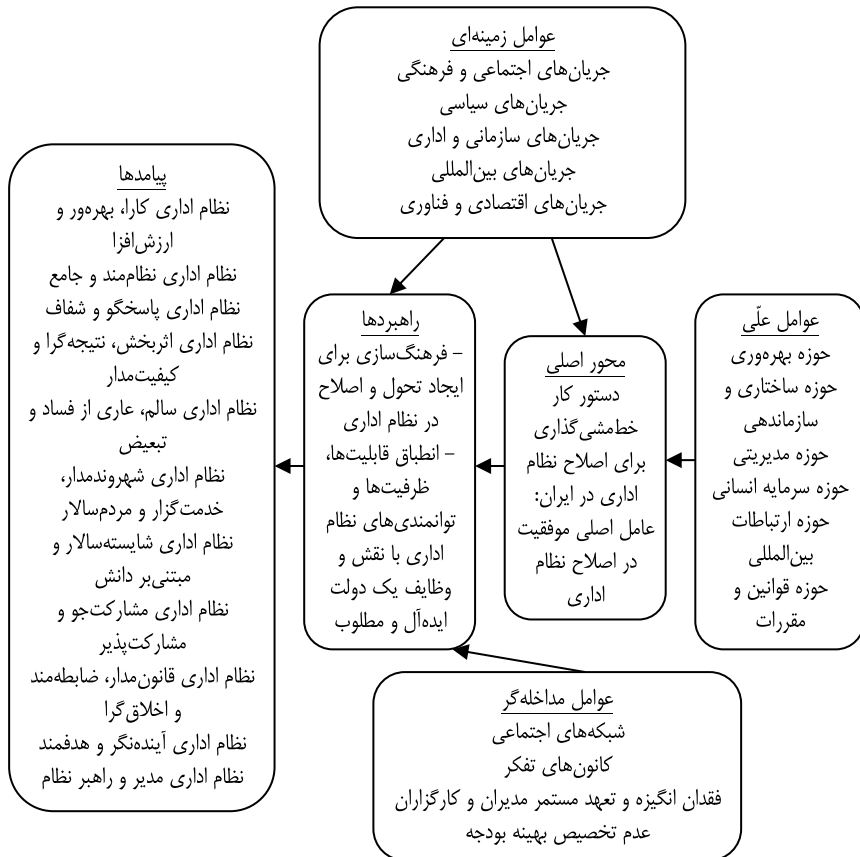 عوامل زمینه‌ای
جریان‌های اجتماعی و فرهنگی
جریان‌های سیاسی
جریان‌های سازمانی و اداری
جریان‌های بین‌المللی
جریان‌های اقتصادی و فناوری
عوامل علّی
حوزه بهره‌وری
حوزه ساختاری و
سازماندهی
حوزه مدیریتی
حوزه سرمایه انسانی
حوزه ارتباطات
بین‌المللی
حوزه قوانین و
مقررات
محور اصلی
دستور کار
خط‌مشی‌گذاری
برای اصلاح نظام
اداری در ایران:
عامل اصلی موفقیت
در اصلاح نظام
اداری
راهبردها
– فرهنگ‌سازی برای
ایجاد تحول و اصلاح
در نظام اداری
– انطباق قابلیت‌ها،
ظرفیت‌ها و
توانمندی‌های نظام
اداری با نقش و
وظایف یک دولت
ایده‌آل و مطلوب
پیامدها
نظام اداری کارا، بهره‌ور و
ارزش‌افزا
نظام اداری نظام‌مند و جامع
نظام اداری پاسخگو و شفاف
نظام اداری اثربخش، نتیجه‌گرا و
کیفیت‌مدار
نظام اداری سالم، عاری از فساد و
تبعیض
نظام اداری شهروندمدار،
خدمت‌گزار و مردم‌سالار
نظام اداری شایسته‌سالار و
مبتنی‌بر دانش
نظام اداری مشارکت‌جو و
مشارکت‌پذیر
نظام اداری قانون‌مدار، ضابطه‌مند
و اخلاق‌گرا
نظام اداری آینده‌نگر و هدفمند
نظام اداری مدیر و راهبر نظام
عوامل مداخله‌گر
شبکه‌های اجتماعی
کانون‌های تفکر
فقدان انگیزه و تعهد مستمر مدیران و کارگزاران
عدم تخصیص بهینه بودجه